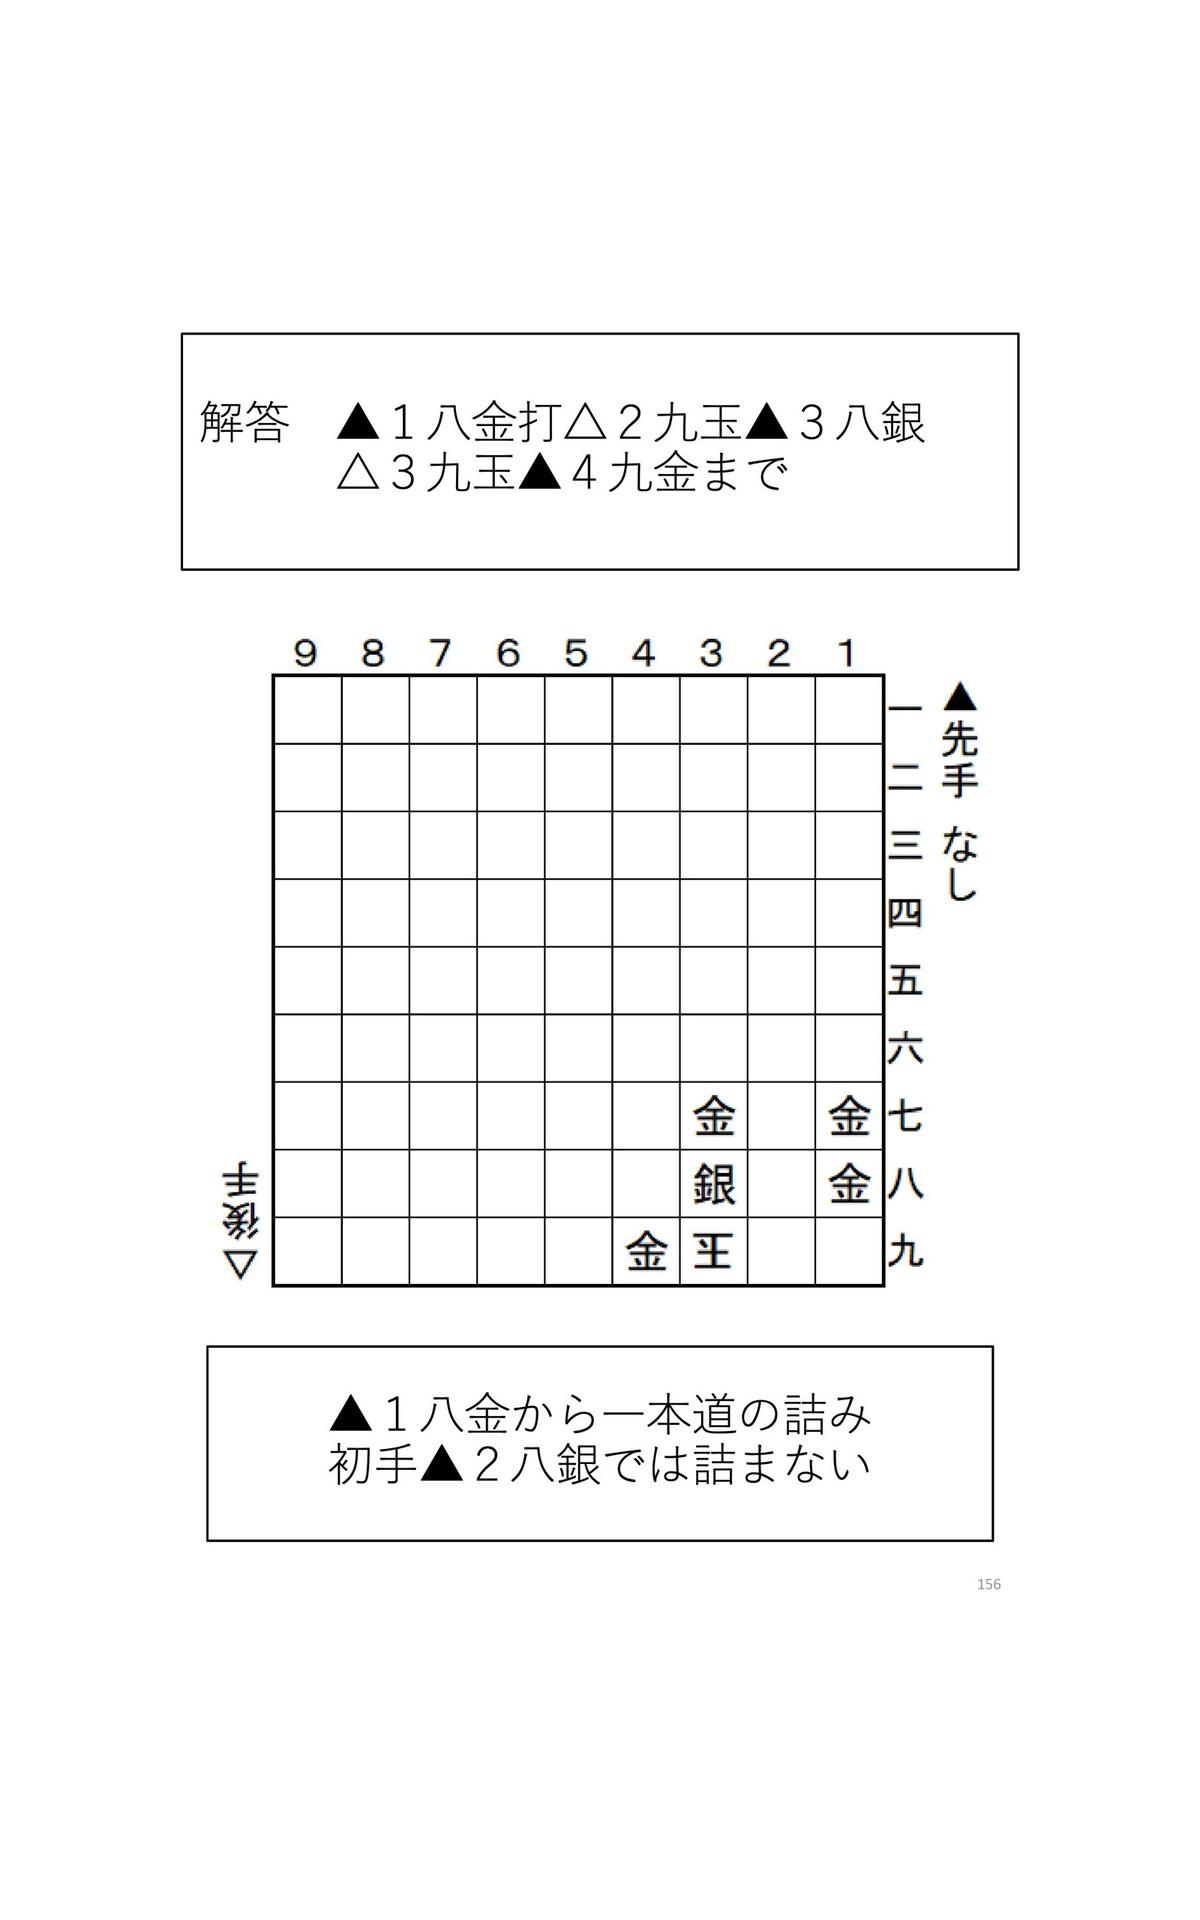 解答　▲１八金打△２九玉▲３八銀
△３九玉▲４九金まで
９ ８ ７ ６ ５ ４ ３ ２ １
一
二
三
四
五
六
金 金 七
銀 金 八
金 王 九
▲先手 なし
△後手
▲１八金から一本道の詰み
初手▲２八銀では詰まない
156